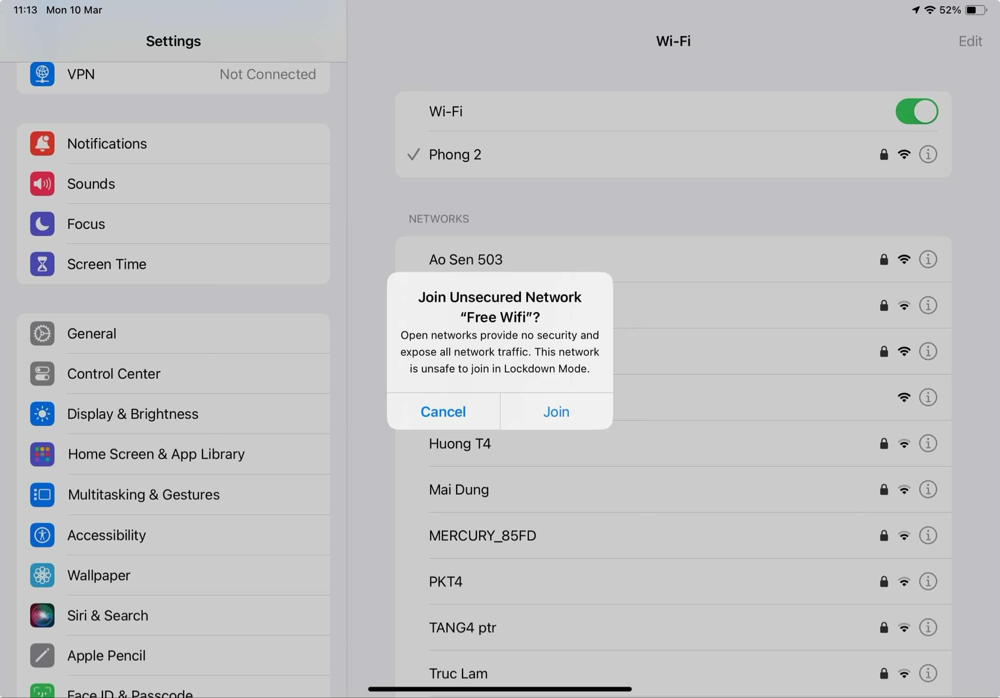 11:13 Mon 10 Mar
52%
Settings
VPN
Not Connected
Notifications
Sounds
Focus
Screen Time
General
Control Center
Display & Brightness
Home Screen & App Library
Multitasking & Gestures
Accessibility
Wallpaper
Siri & Search
Apple Pencil
Face ID & Passcode
Wi-Fi
Edit
Wi-Fi
Phong 2
NETWORKS
Ao Sen 503
Join Unsecured Network
“Free Wifi”?
Open networks provide no security and
expose all network traffic. This network
is unsafe to join in Lockdown Mode.
Cancel
Join
Huong T4
Mai Dung
MERCURY_85FD
PKT4
TANG4 ptr
Truc Lam